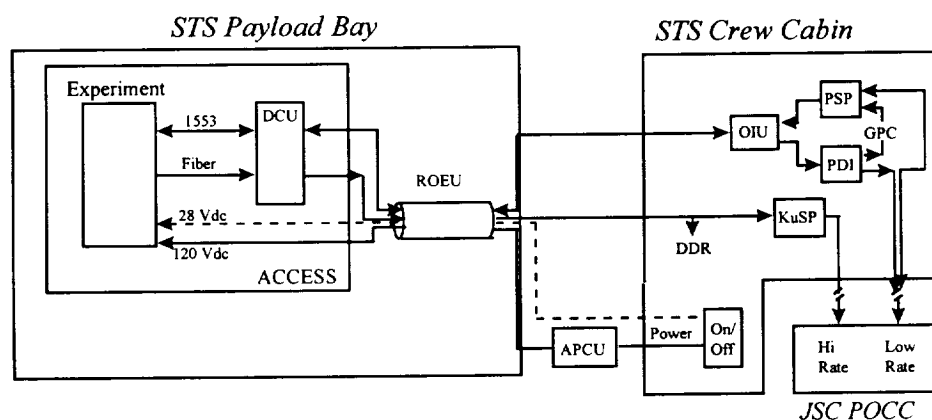 STS Payload Bay
STS Crew Cabin
Experiment
DCU
1553
Fiber
28 Vdc
120 Vdc
ACCESS
ROEU
OIU
PSP
GPC
PDI
KuSP
DDR
APCU
Power
On/
Off
Hi
Rate
Low
Rate
JSC POCC